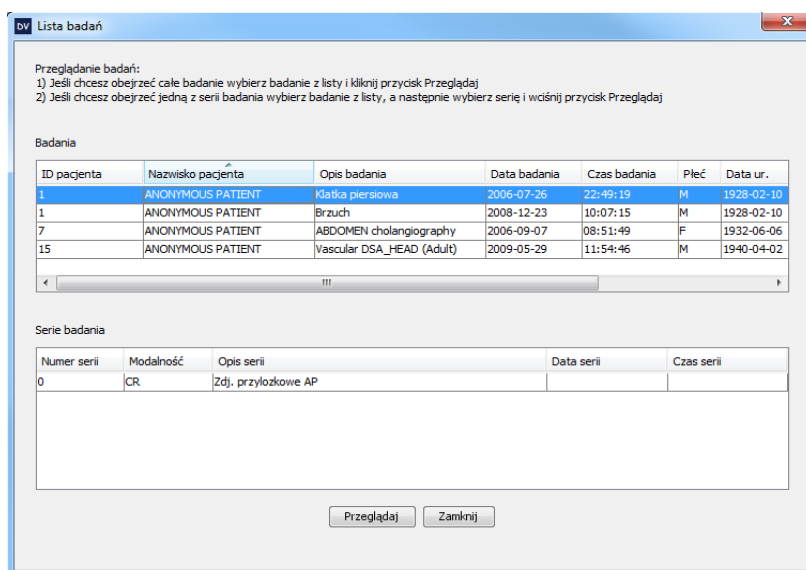 DV Lista badań
Przeglądanie badań:
1) Jeśli chcesz obejrzeć całe badanie wybierz badanie z listy i kliknij przycisk Przeglądaj
2) Jeśli chcesz obejrzeć jedną z serii badania wybierz badanie z listy, a następnie wybierz serię i wciśnij przycisk Przeglądaj
Badania
ID pacjenta Nazwisko pacjenta Opis badania Data badania Czas badania Płeć Data ur.
1 ANONYMOUS PATIENT Klatka piersiowa 2006-07-26 22:49:19 M 1928-02-10
1 ANONYMOUS PATIENT Brzuch 2008-12-23 10:07:15 M 1928-02-10
7 ANONYMOUS PATIENT ABDOMEN cholangiography 2006-09-07 08:51:49 F 1932-06-06
15 ANONYMOUS PATIENT Vascular DSA_HEAD (Adult) 2009-05-29 11:54:46 M 1940-04-02
Serie badania
Numer serii Modalność Opis serii Data serii Czas serii
0 CR Zdj. przylozkowe AP
Przeglądaj Zamknij